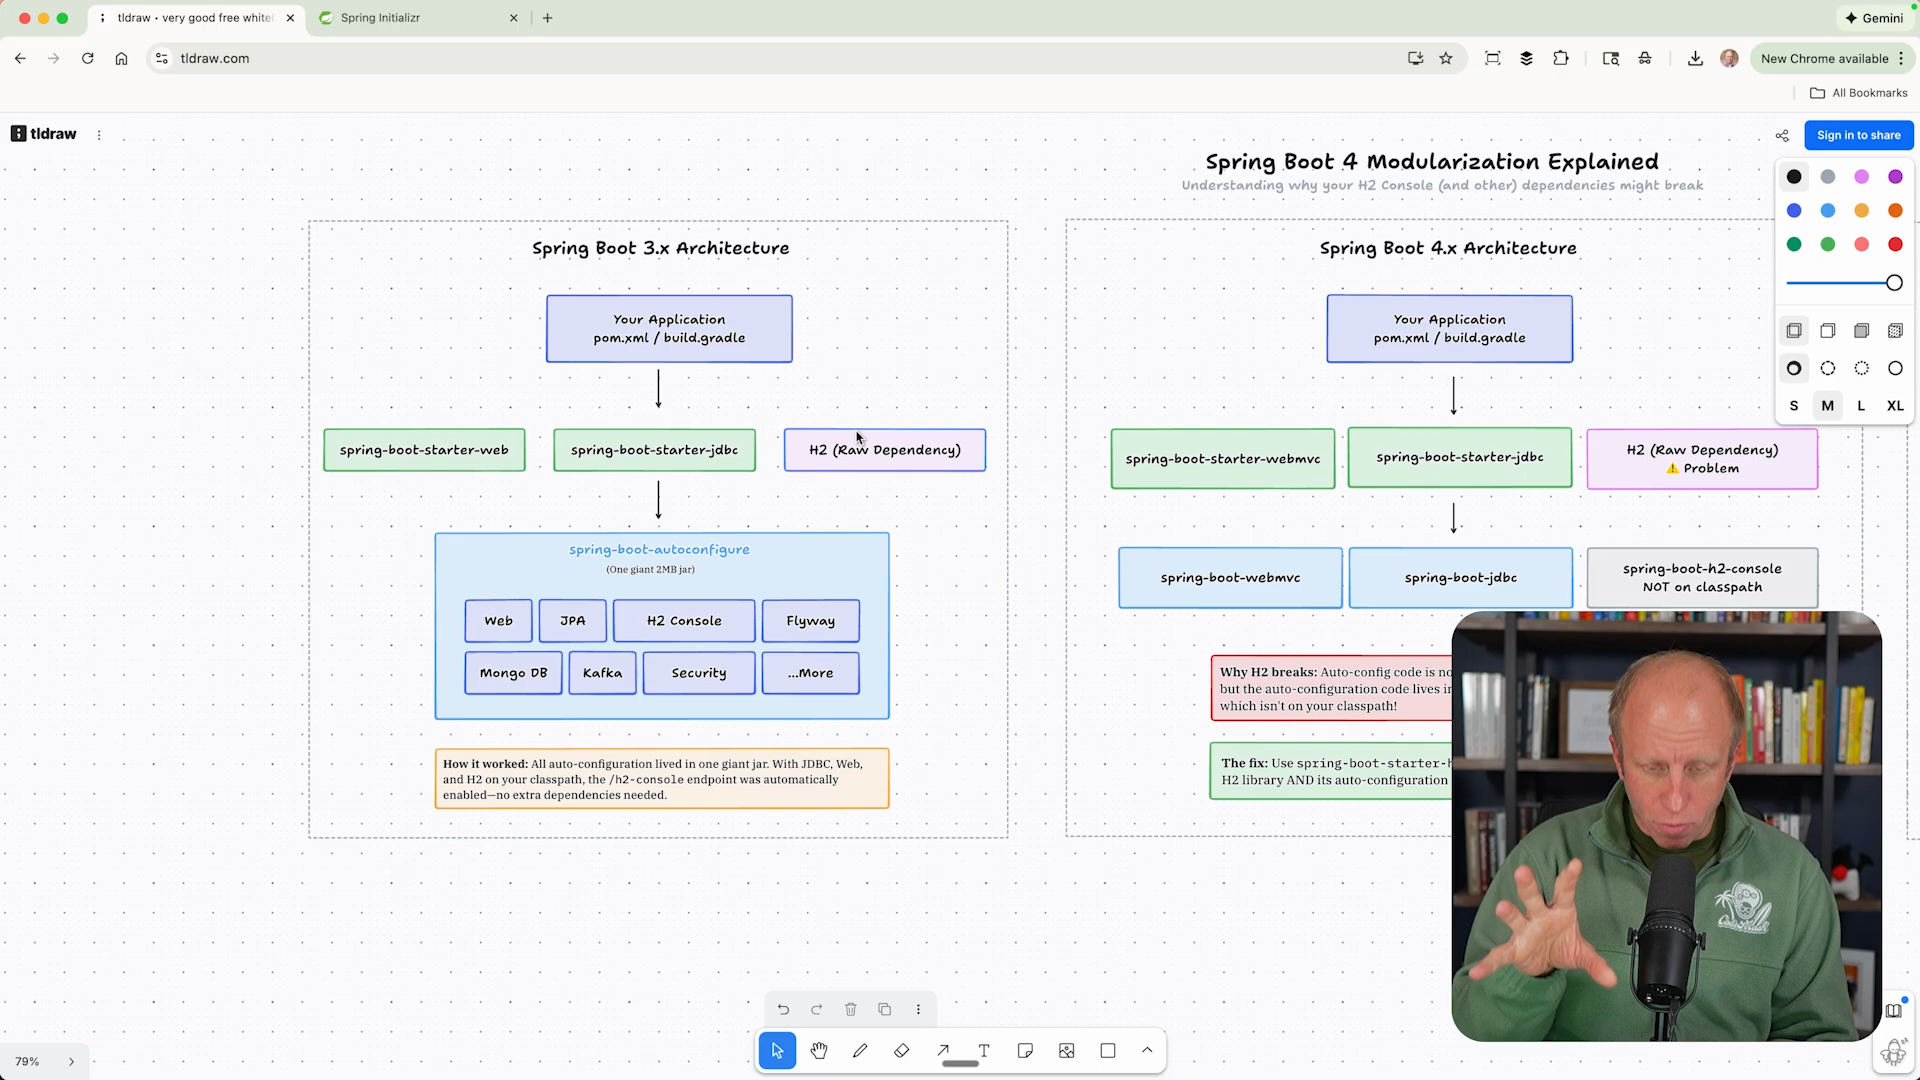 tldraw • very good free white
Spring Initializr
Gemini
tldraw.com
New Chrome available
All Bookmarks
tldraw
Sign in to share
Spring Boot 4 Modularization Explained
Understanding why your H2 Console (and other) dependencies might break
Spring Boot 3.x Architecture
Your Application
pom.xml / build.gradle
spring-boot-starter-web
spring-boot-starter-jdbc
H2 (Raw Dependency)
spring-boot-autoconfigure
(One giant 2MB jar)
Web
JPA
H2 Console
Flyway
Mongo DB
Kafka
Security
...More
How it worked: All auto-configuration lived in one giant jar. With JDBC, Web,
and H2 on your classpath, the /h2-console endpoint was automatically
enabled—no extra dependencies needed.
Spring Boot 4.x Architecture
Your Application
pom.xml / build.gradle
spring-boot-starter-webmvc
spring-boot-starter-jdbc
H2 (Raw Dependency)
⚠️ Problem
spring-boot-webmvc
spring-boot-jdbc
spring-boot-h2-console
NOT on classpath
Why H2 breaks: Auto-config code is
but the auto-configuration code lives
which isn't on your classpath!
The fix: Use spring-boot-starter-
H2 library AND its auto-configuration
S M L XL
CodeMash
79%